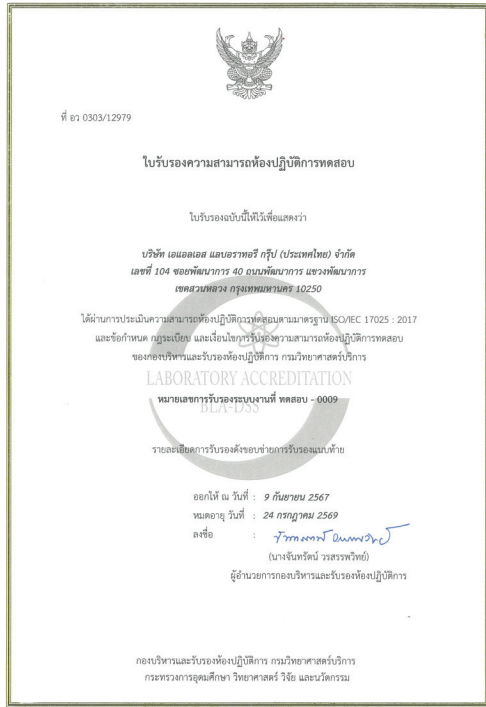 ที่ อว 0303/12979
ใบรับรองความสามารถห้องปฏิบัติการทดสอบ
ใบรับรองฉบับนี้ให้ไว้เพื่อแสดงว่า
บริษัท เอแอลเอส แลบอราทอรี กรุ๊ป (ประเทศไทย) จำกัด
เลขที่ 104 ซอยพัฒนาการ 40 ถนนพัฒนาการ แขวงพัฒนาการ
เขตสวนหลวง กรุงเทพมหานคร 10250
ได้ผ่านการประเมินความสามารถห้องปฏิบัติการทดสอบตามมาตรฐาน ISO/IEC 17025 : 2017
และข้อกำหนด กฎระเบียบ และเงื่อนไขการรับรองความสามารถห้องปฏิบัติการทดสอบ
ของกองบริหารและรับรองห้องปฏิบัติการ กรมวิทยาศาสตร์บริการ
LABORATORY ACCREDITATION
หมายเลขการรับรองระบบงานที่ ทดสอบ - 0009
BLA-DSS
รายละเอียดการรับรองดังขอบข่ายการรับรองแนบท้าย
ออกให้ ณ วันที่ : 9 กันยายน 2567
หมดอายุ วันที่ : 24 กรกฎาคม 2569
ลงชื่อ :
(นางจันทรัตน์ วรสรรพวิทย์)
ผู้อำนวยการกองบริหารและรับรองห้องปฏิบัติการ
กองบริหารและรับรองห้องปฏิบัติการ กรมวิทยาศาสตร์บริการ
กระทรวงการอุดมศึกษา วิทยาศาสตร์ วิจัย และนวัตกรรม